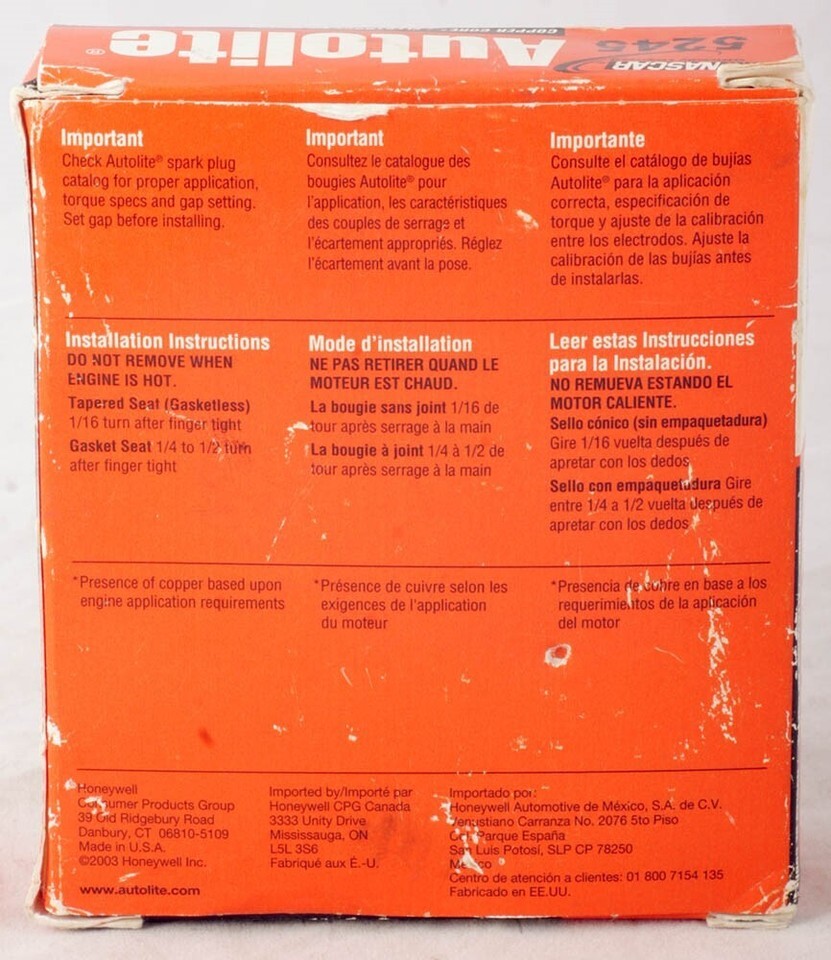 5245
NASCAR
Autolite®
Important
Check Autolite® spark plug
catalog for proper application,
torque specs and gap setting.
Set gap before installing.
Important
Consultez le catalogue des
bougies Autolite® pour
l'application, les caractéristiques
des couples de serrage et
l'écartement appropriés. Réglez
l'écartement avant la pose.
Importante
Consulte el catálogo de bujías
Autolite® para la aplicación
correcta, especificación de
torque y ajuste de la calibración
entre los electrodos. Ajuste la
calibración de las bujías antes
de instalarlas.
Installation Instructions
DO NOT REMOVE WHEN
ENGINE IS HOT.
Tapered Seat (Gasketless)
1/16 turn after finger tight
Gasket Seat 1/4 to 1/2 turn
after finger tight
Mode d'installation
NE PAS RETIRER QUAND LE
MOTEUR EST CHAUD.
La bougie sans joint 1/16 de
tour après serrage à la main
La bougie à joint 1/4 à 1/2 de
tour après serrage à la main
Leer estas Instrucciones
para la Instalación.
NO REMUEVA ESTANDO EL
MOTOR CALIENTE.
Sello cónico (sin empaquetadura)
Gire 1/16 vuelta después de
apretar con los dedos
Sello con empaquetadura Gire
entre 1/4 a 1/2 vuelta después de
apretar con los dedos
*Presence of copper based upon
engine application requirements
*Présence de cuivre selon les
exigences de l'application
du moteur
*Presencia de cobre en base a los
requerimientos de la aplicación
del motor
Honeywell
Consumer Products Group
39 Old Ridgebury Road
Danbury, CT 06810-5109
Made in U.S.A.
©2003 Honeywell Inc.
www.autolite.com
Imported by/Importé par
Honeywell CPG Canada
3333 Unity Drive
Mississauga, ON
L5L 3S6
Fabriqué aux É.-U.
Importado por:
Honeywell Automotive de México, S.A. de C.V.
Venustiano Carranza No. 2076 5to Piso
Col. Parque España
San Luis Potosí, SLP CP 78250
México
Centro de atención a clientes: 01 800 7154 135
Fabricado en EE.UU.